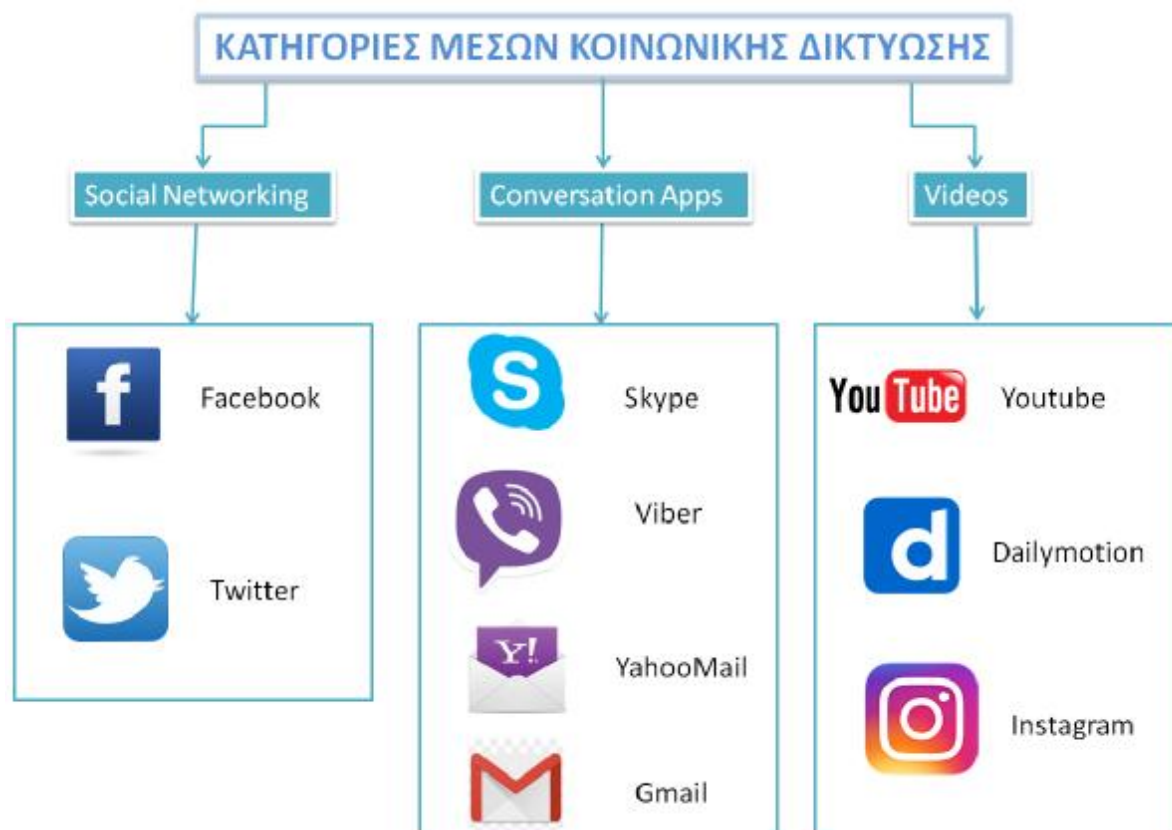 ΚΑΤΗΓΟΡΙΕΣ ΜΕΣΩΝ ΚΟΙΝΩΝΙΚΗΣ ΔΙΚΤΥΩΣΗΣ
Social Networking
Conversation Apps
Videos
f
Facebook
Twitter
S
Skype
Viber
Y!
YahooMail
M
Gmail
YouTube
Youtube
d
Dailymotion
Instagram